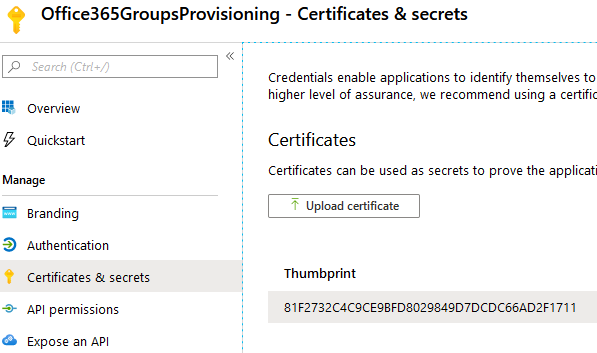 Office365GroupsProvisioning - Certificates & secrets
Search (Ctrl+/)
«
Overview
Quickstart
Manage
Branding
Authentication
Certificates & secrets
API permissions
Expose an API
Credentials enable applications to identify themselves to
higher level of assurance, we recommend using a certific
Certificates
Certificates can be used as secrets to prove the applicatio
Upload certificate
Thumbprint
81F2732C4C9CE9BFD8029849D7DCDC66AD2F1711